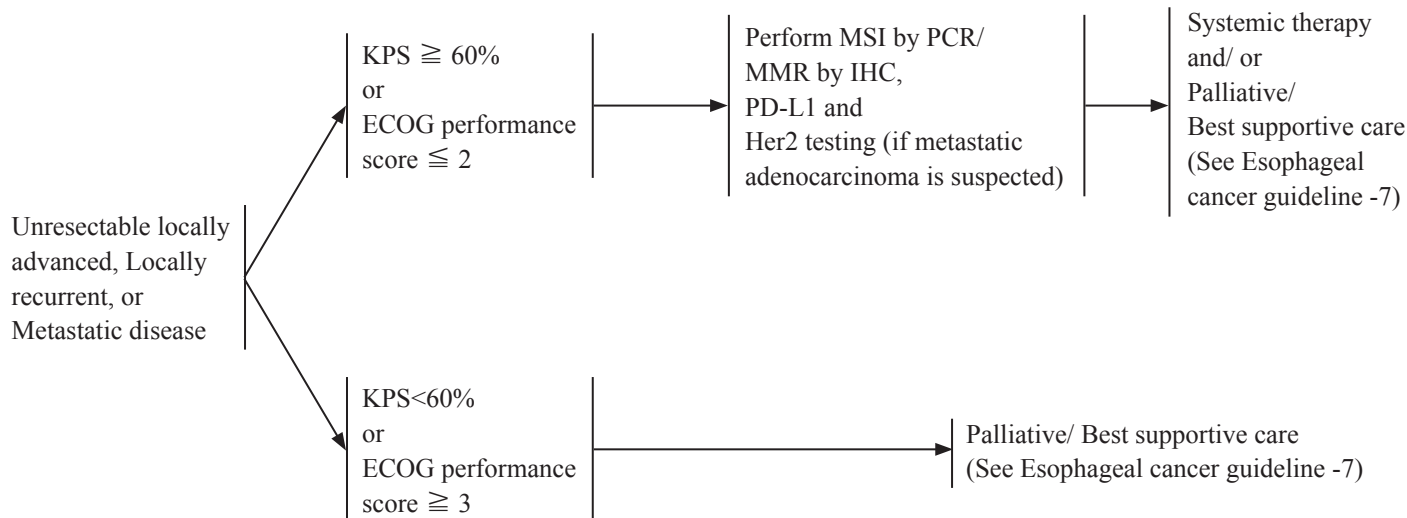 Unresectable locally
advanced, Locally
recurrent, or
Metastatic disease
KPS ≧ 60%
or
ECOG performance
score ≦ 2
Perform MSI by PCR/
MMR by IHC,
PD-L1 and
Her2 testing (if metastatic
adenocarcinoma is suspected)
Systemic therapy
and/ or
Palliative/
Best supportive care
(See Esophageal
cancer guideline -7)
KPS<60%
or
ECOG performance
score ≧ 3
Palliative/ Best supportive care
(See Esophageal cancer guideline -7)